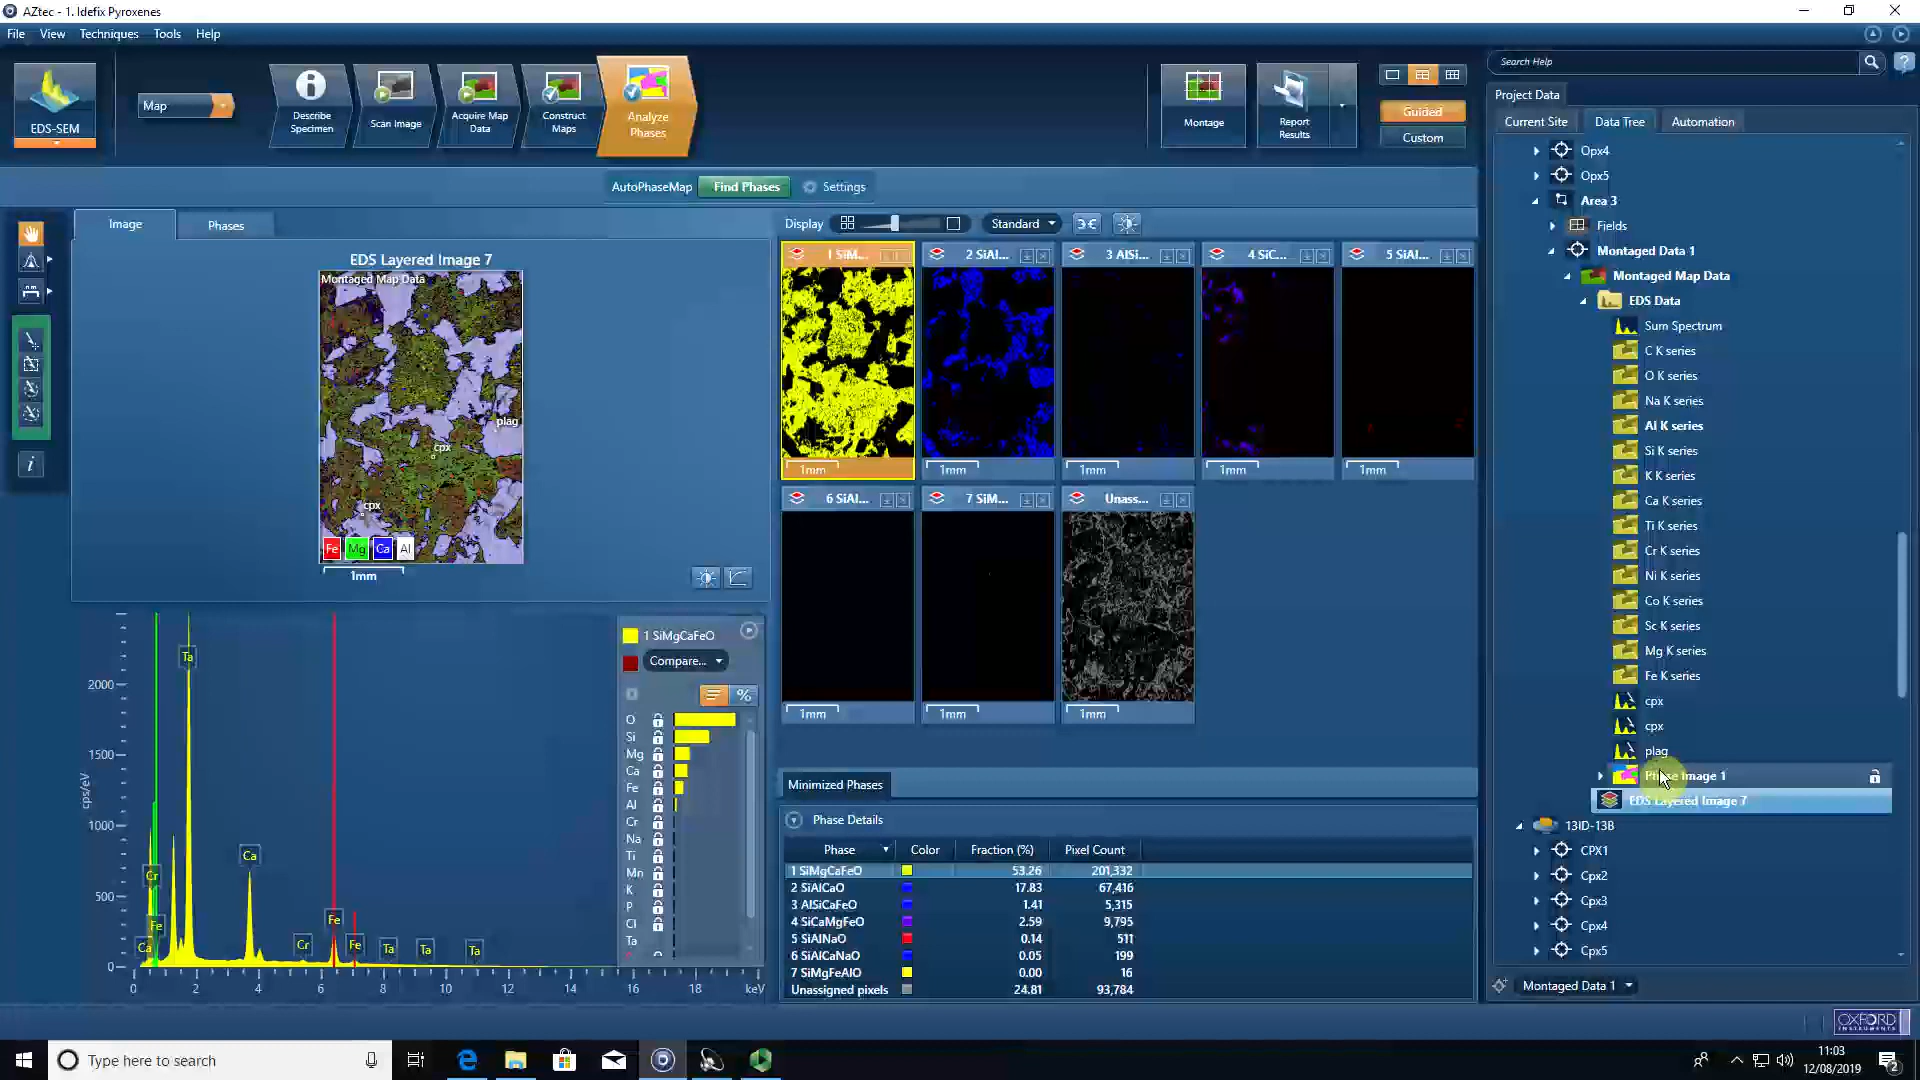 AZtec - 1. Idefix Pyroxenes
File View Techniques Tools Help
EDS-SEM
Map
Describe Specimen
Scan Image
Acquire Map Data
Construct Maps
Analyze Phases
Montage
Report Results
Guided
Custom
Search Help
Project Data
Current Site Data Tree Automation
AutoPhaseMap Find Phases Settings
Image Phases
EDS Layered Image 7
Montaged Map Data
plag
cpx
cpx
Fe Mg Ca Al
1mm
Display Standard
1 SiM... 2 SiAl... 3 AlSi... 4 SiC... 5 SiAl...
1mm 1mm 1mm 1mm 1mm
6 SiAl... 7 SiM... Unass...
1mm 1mm 1mm
Minimized Phases
Phase Details
Phase Color Fraction (%) Pixel Count
1 SiMgCaFeO 53.26 201,332
2 SiAlCaO 17.83 67,416
3 AlSiCaFeO 1.41 5,315
4 SiCaMgFeO 2.59 9,795
5 SiAlNaO 0.14 511
6 SiAlCaNaO 0.05 199
7 SiMgFeAlO 0.00 16
Unassigned pixels 24.81 93,784
cps/eV
2000
1500
1000
500
0
Ta
Ca
Cr
Fe
Ca
Cr
Fe
Fe
Ta
Ta
Ta
0 2 4 6 8 10 12 14 16 18 keV
1 SiMgCaFeO
Compare...
%
O
Si
Mg
Ca
Fe
Al
Cr
Na
Ti
Mn
K
P
Cl
Ta
Opx4
Opx5
Area 3
Fields
Montaged Data 1
Montaged Map Data
EDS Data
Sum Spectrum
C K series
O K series
Na K series
Al K series
Si K series
K K series
Ca K series
Ti K series
Cr K series
Ni K series
Co K series
Sc K series
Mg K series
Fe K series
cpx
cpx
plag
Phase Image 1
EDS Layered Image 7
13ID-13B
CPX1
Cpx2
Cpx3
Cpx4
Cpx5
Montaged Data 1
OXFORD INSTRUMENTS
Type here to search
11:03
12/08/2019
2